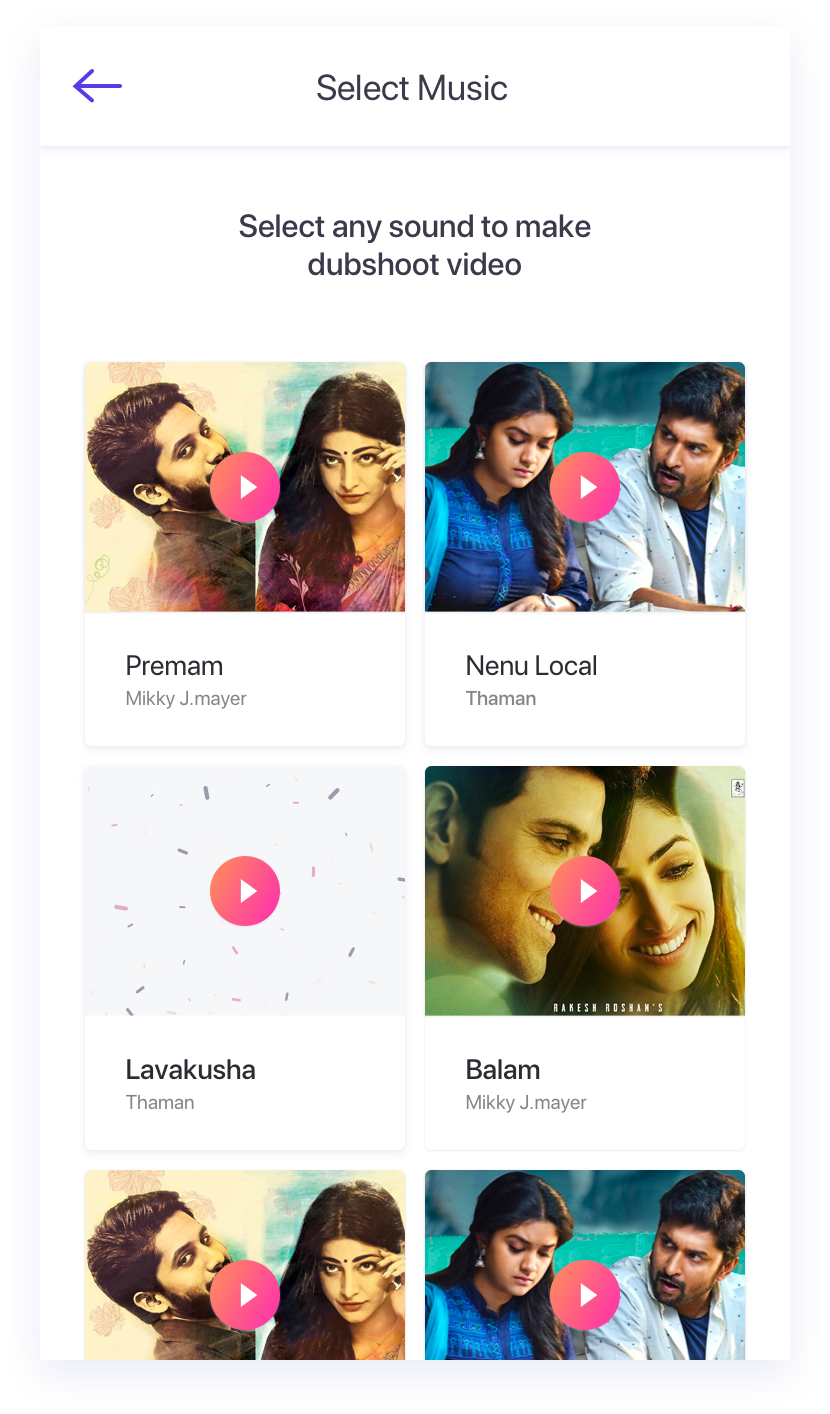 Select Music
Select any sound to make
dubshoot video
Premam
Mikky J.mayer
Nenu Local
Thaman
RAKESH ROSHAN'S
Lavakusha
Thaman
Balam
Mikky J.mayer